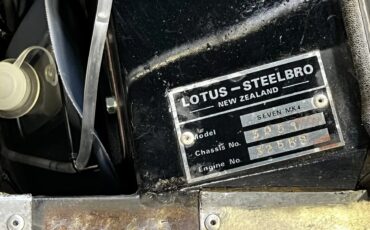 LOTUS – STEELBRO
NEW ZEALAND
Model SEVEN MK4
Chassis No.
Engine No.